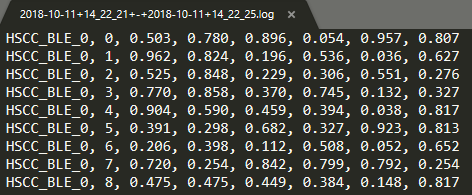 2018-10-11+14_22_21+-+2018-10-11+14_22_25.log ×
HSCC_BLE_0, 0, 0.503, 0.780, 0.896, 0.054, 0.957, 0.807
HSCC_BLE_0, 1, 0.962, 0.824, 0.196, 0.536, 0.036, 0.627
HSCC_BLE_0, 2, 0.525, 0.848, 0.229, 0.306, 0.551, 0.276
HSCC_BLE_0, 3, 0.770, 0.858, 0.370, 0.745, 0.132, 0.327
HSCC_BLE_0, 4, 0.904, 0.590, 0.459, 0.394, 0.038, 0.817
HSCC_BLE_0, 5, 0.391, 0.298, 0.682, 0.327, 0.923, 0.813
HSCC_BLE_0, 6, 0.206, 0.398, 0.112, 0.508, 0.052, 0.652
HSCC_BLE_0, 7, 0.720, 0.254, 0.842, 0.799, 0.792, 0.254
HSCC_BLE_0, 8, 0.475, 0.475, 0.449, 0.384, 0.148, 0.817